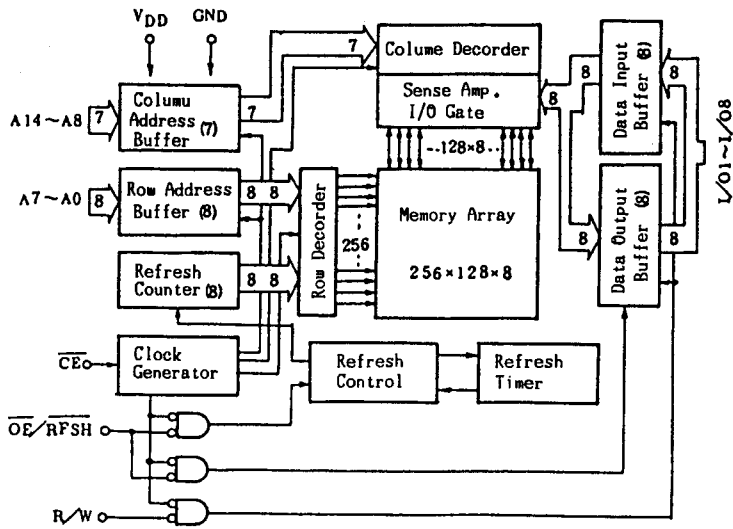 VDD GND
Columu
Address
Buffer (7)
A14~A8
7
7
7
Colume Decorder
Sense Amp.
I/O Gate
8
8
Data Input
Buffer (8)
8
I/O1~I/O8
128×8
A7~A0
8
Row Address
Buffer (8)
8 8
Row Decorder
256
Memory Array
256×128×8
Data Output
Buffer (8)
8
8
Refresh
Counter(8)
8 8
CE
Clock
Generator
Refresh
Control
Refresh
Timer
OE/RFSH
R/W